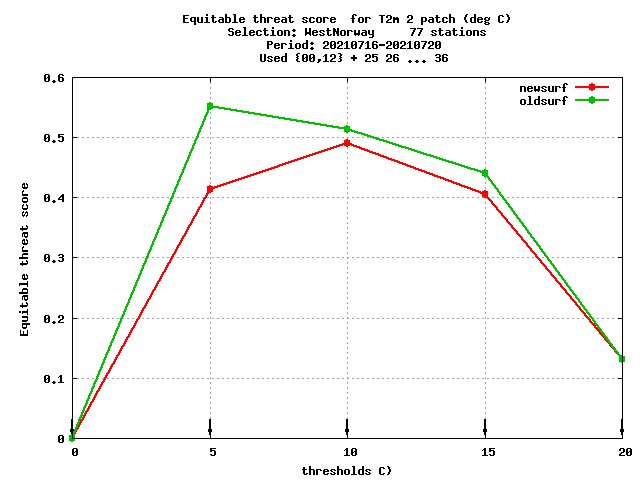 Equitable threat score  for T2m 2 patch (deg C)
Selection: WestNorway     77 stations
Period: 20210716-20210720
Used {00,12} + 25 26 ... 36
newsurf
oldsurf
Equitable threat score
0.6
0.5
0.4
0.3
0.2
0.1
0
0 5 10 15 20
thresholds C)